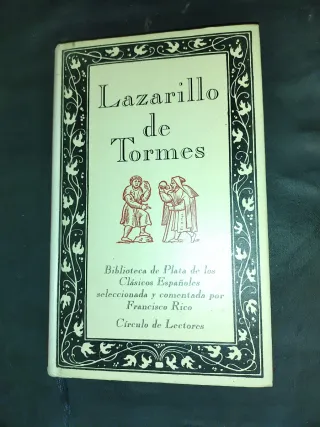 Lazarillo
de
Tormes
Biblioteca de Plata de los
Clásicos Españoles
seleccionada y comentada por
Francisco Rico
Círculo de Lectores